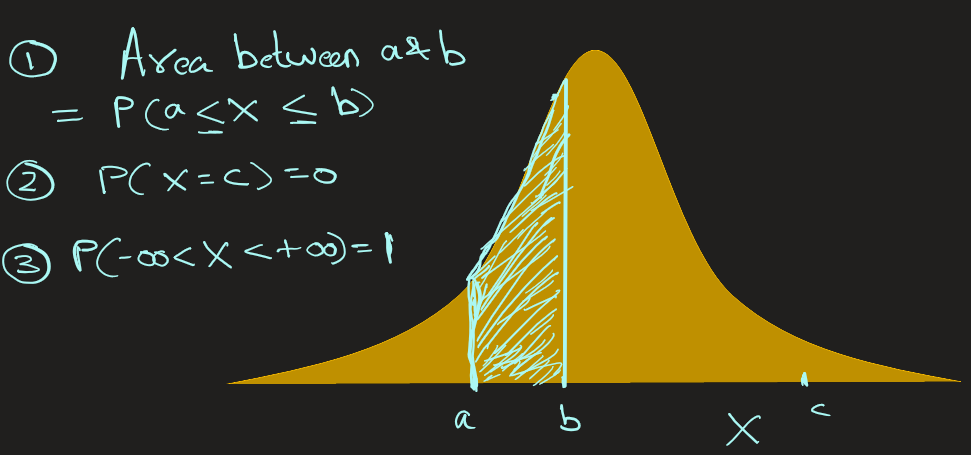 ① Area between a & b
= P(a ≤ X ≤ b)
② P(X=c)=0
③ P(-∞<X<+∞)=1
a b X c